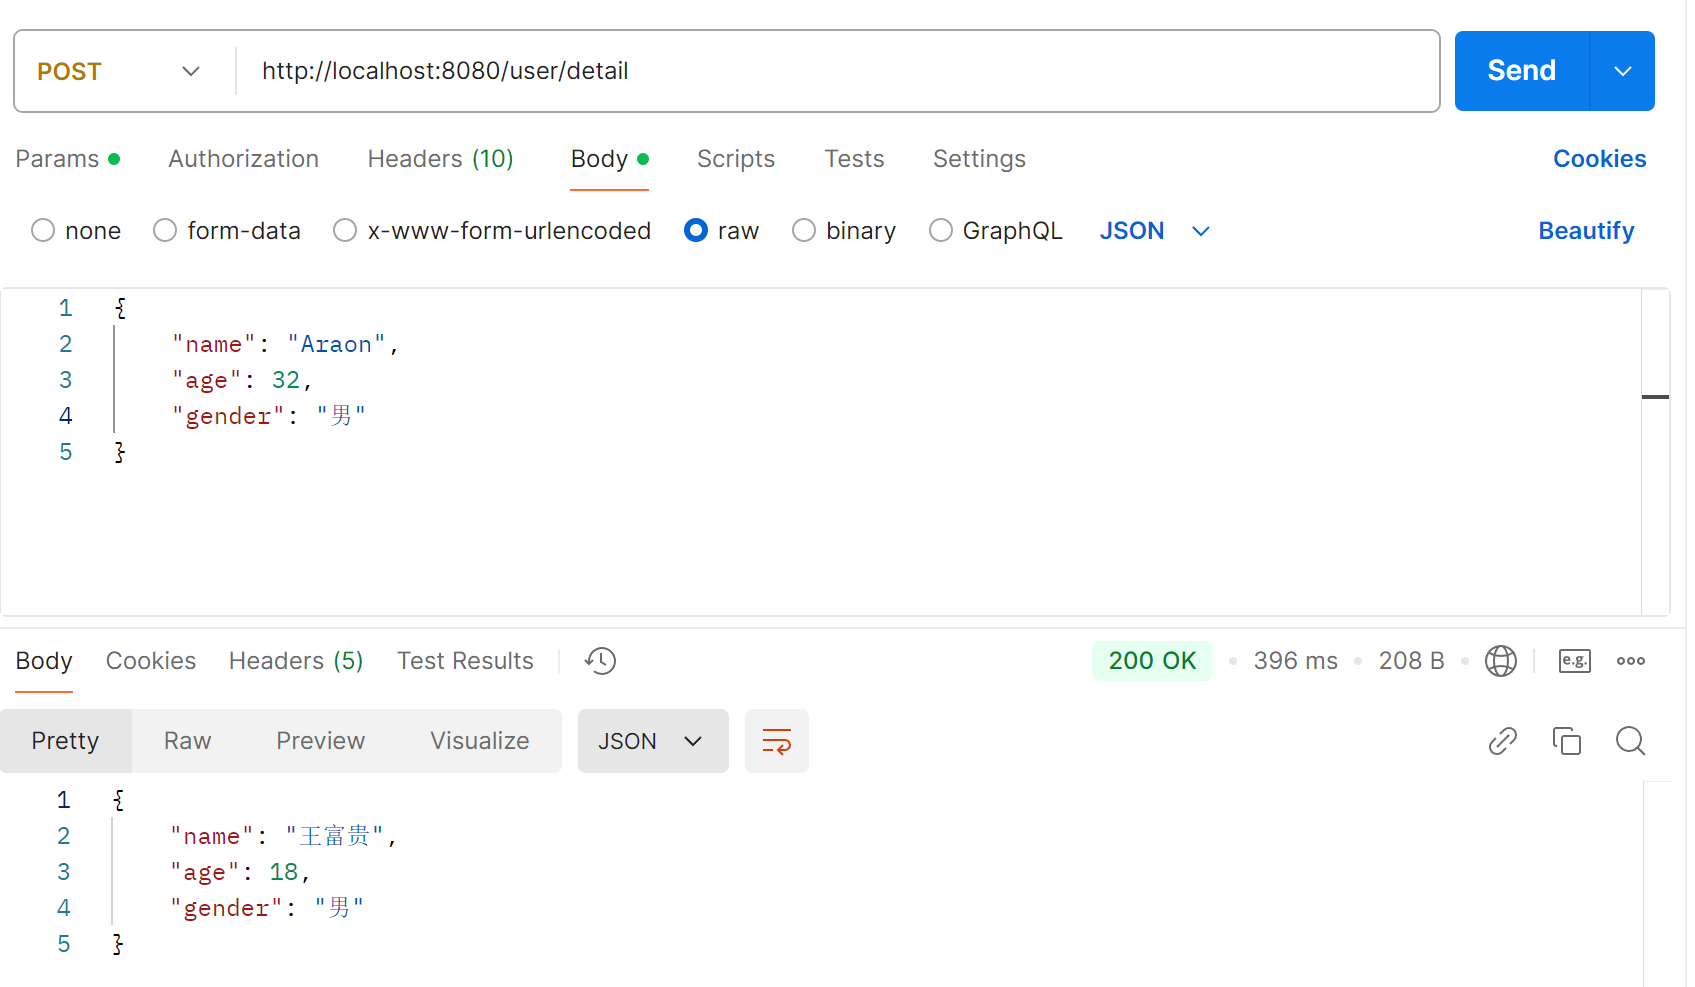 POST http://localhost:8080/user/detail Send
Params Authorization Headers (10) Body Scripts Tests Settings Cookies
none form-data x-www-form-urlencoded raw binary GraphQL JSON Beautify
1 {
2 "name": "Araon",
3 "age": 32,
4 "gender": "男"
5 }
Body Cookies Headers (5) Test Results 200 OK 396 ms 208 B e.g.
Pretty Raw Preview Visualize JSON
1 {
2 "name": "王富贵",
3 "age": 18,
4 "gender": "男"
5 }